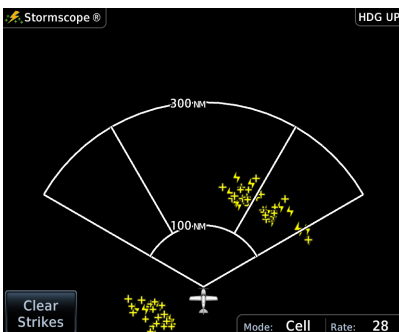 Stormscope ®
HDG UP
300NM
100NM
Clear
Strikes
Mode: Cell Rate: 28